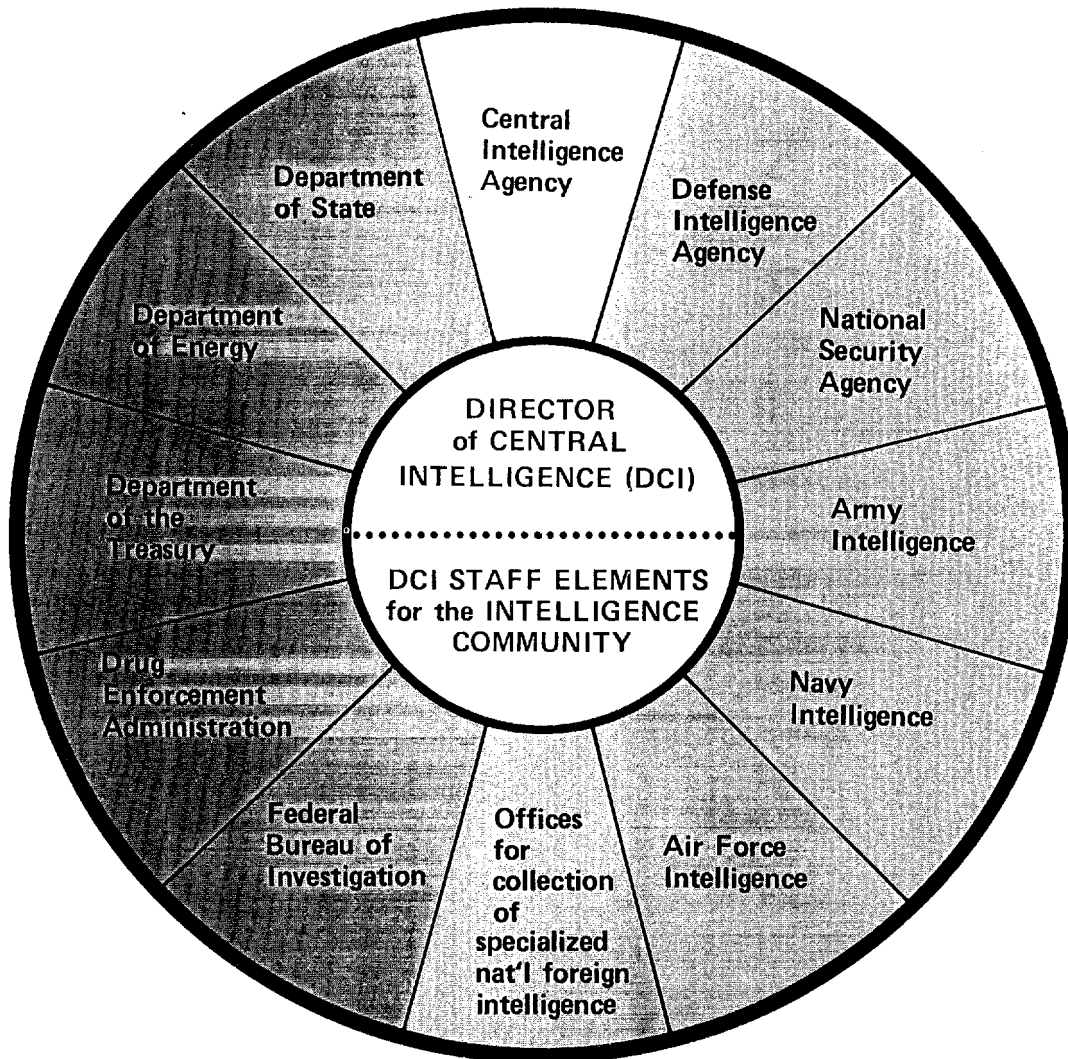 Central
Intelligence
Agency
Defense
Intelligence
Agency
National
Security
Agency
Army
Intelligence
Navy
Intelligence
Air Force
Intelligence
Offices
for
collection
of
specialized
nat'l foreign
intelligence
Federal
Bureau of
Investigation
Drug
Enforcement
Administration
Department
of the
Treasury
Department
of Energy
Department
of State
DIRECTOR
of CENTRAL
INTELLIGENCE (DCI)
DCI STAFF ELEMENTS
for the INTELLIGENCE
COMMUNITY